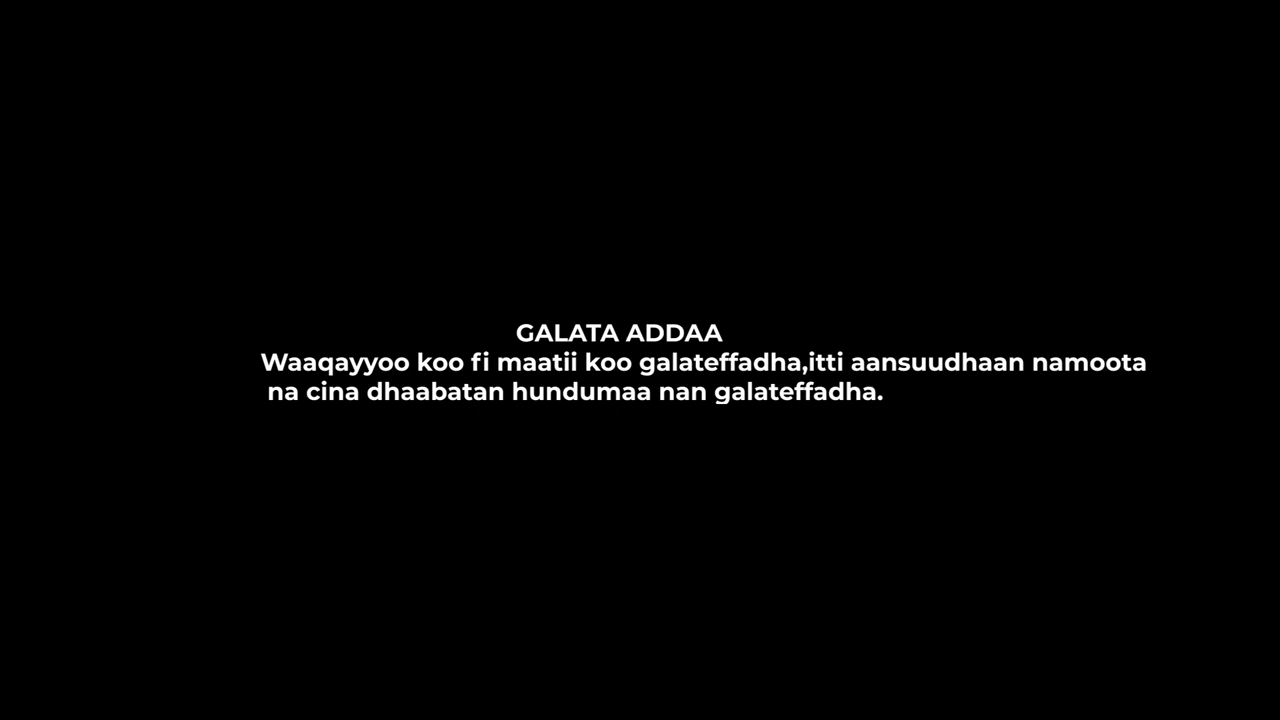 GALATA ADDAA
Waaqayyoo koo fi maatii koo galateffadha,itti aansuudhaan namoota
na cina dhaabatan hundumaa nan galateffadha.